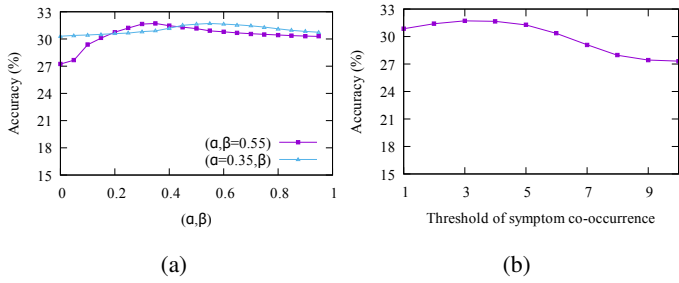 33
30
27
24
21
18
15
Accuracy (%)
(α,β=0.55)
(α=0.35,β)
0 0.2 0.4 0.6 0.8 1
(α,β)
(a)
33
30
27
24
21
18
15
Accuracy (%)
1 3 5 7 9
Threshold of symptom co-occurrence
(b)